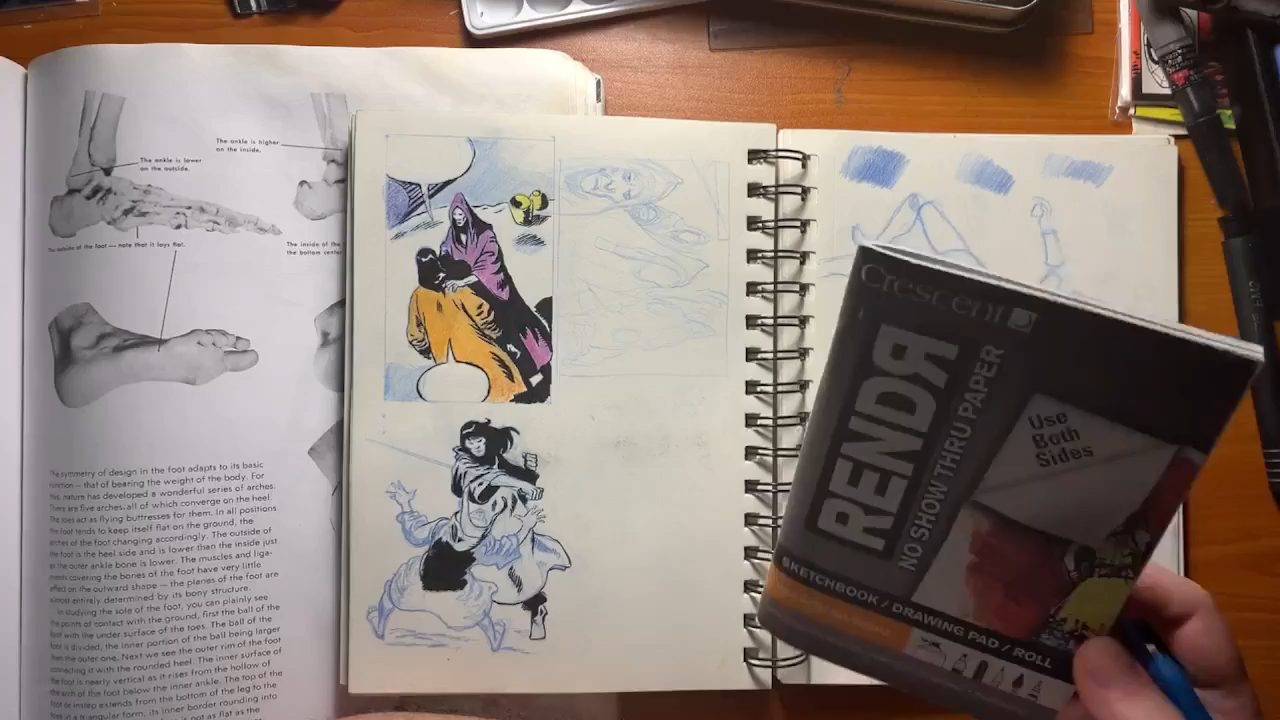 The ankle is higher
on the inside.
The ankle is lower
on the outside.
The outside of the foot — note that it lays flat.
The inside of the
the bottom center
The symmetry of design in the foot adapts to its basic
function — that of bearing the weight of the body. For
this, nature has developed a wonderful series of arches.
There are five arches, all of which converge on the heel.
The toes act as flying buttresses for them. In all positions
the foot tends to keep itself flat on the ground, the
arches of the foot changing accordingly. The outside of
the foot is the heel side and is lower than the inside just
as the outer ankle bone is lower. The muscles and liga-
ments covering the bones of the foot have very little
effect on the outward shape — the planes of the foot are
almost entirely determined by its bony structure.
In studying the sole of the foot, you can plainly see
the points of contact with the ground, first the ball of the
foot with the under surface of the toes. The ball of the
foot is divided, the inner portion of the ball being larger
than the outer one. Next we see the outer rim of the foot
connecting it with the rounded heel. The inner surface of
the foot is nearly vertical as it rises from the hollow of
the arch of the foot below the inner ankle. The top of the
foot or instep extends from the bottom of the leg to the
toes in a triangular form, its inner border rounding into
is not as flat as the
Crescent
RENDR
NO SHOW THRU PAPER
Use
Both
Sides
SKETCHBOOK / DRAWING PAD / ROLL